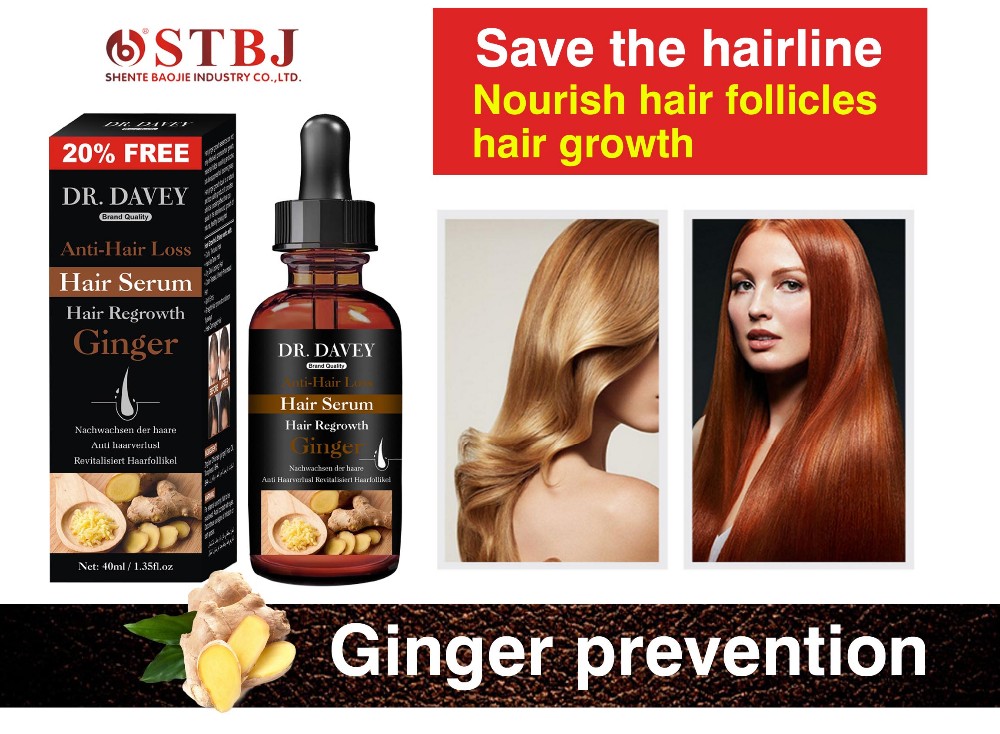 STBJ
SHENTE BAOJIE INDUSTRY CO.,LTD.
Save the hairline
Nourish hair follicles
hair growth
DR. DAVEY
20% FREE
DR. DAVEY
Brand Quality
Anti-Hair Loss
Hair Serum
Hair Regrowth
Ginger
Nachwachsen der haare
Anti haarverlust
Revitalisiert Haarfollikel
Net: 40ml / 1.35fl.oz
DR. DAVEY
Brand Quality
Anti-Hair Loss
Hair Serum
Hair Regrowth
Ginger
Nachwachsen der haare
Anti Haarverlusl Revitalisiert Haarfollikel
Ginger prevention